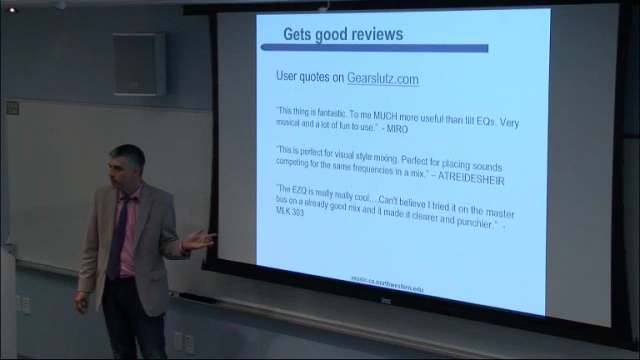 Gets good reviews
User quotes on Gearslutz.com
"This thing is fantastic. To me MUCH more useful than tilt EQs. Very
musical and a lot of fun to use." - MIRO
"This is perfect for visual style mixing. Perfect for placing sounds
competing for the same frequencies in a mix." – ATREIDESHEIR
"The EZQ is really really cool....Can't believe I tried it on the master
bus on a already good mix and it made it clearer and punchier." -
MLK 303
music.cs.northwestern.edu